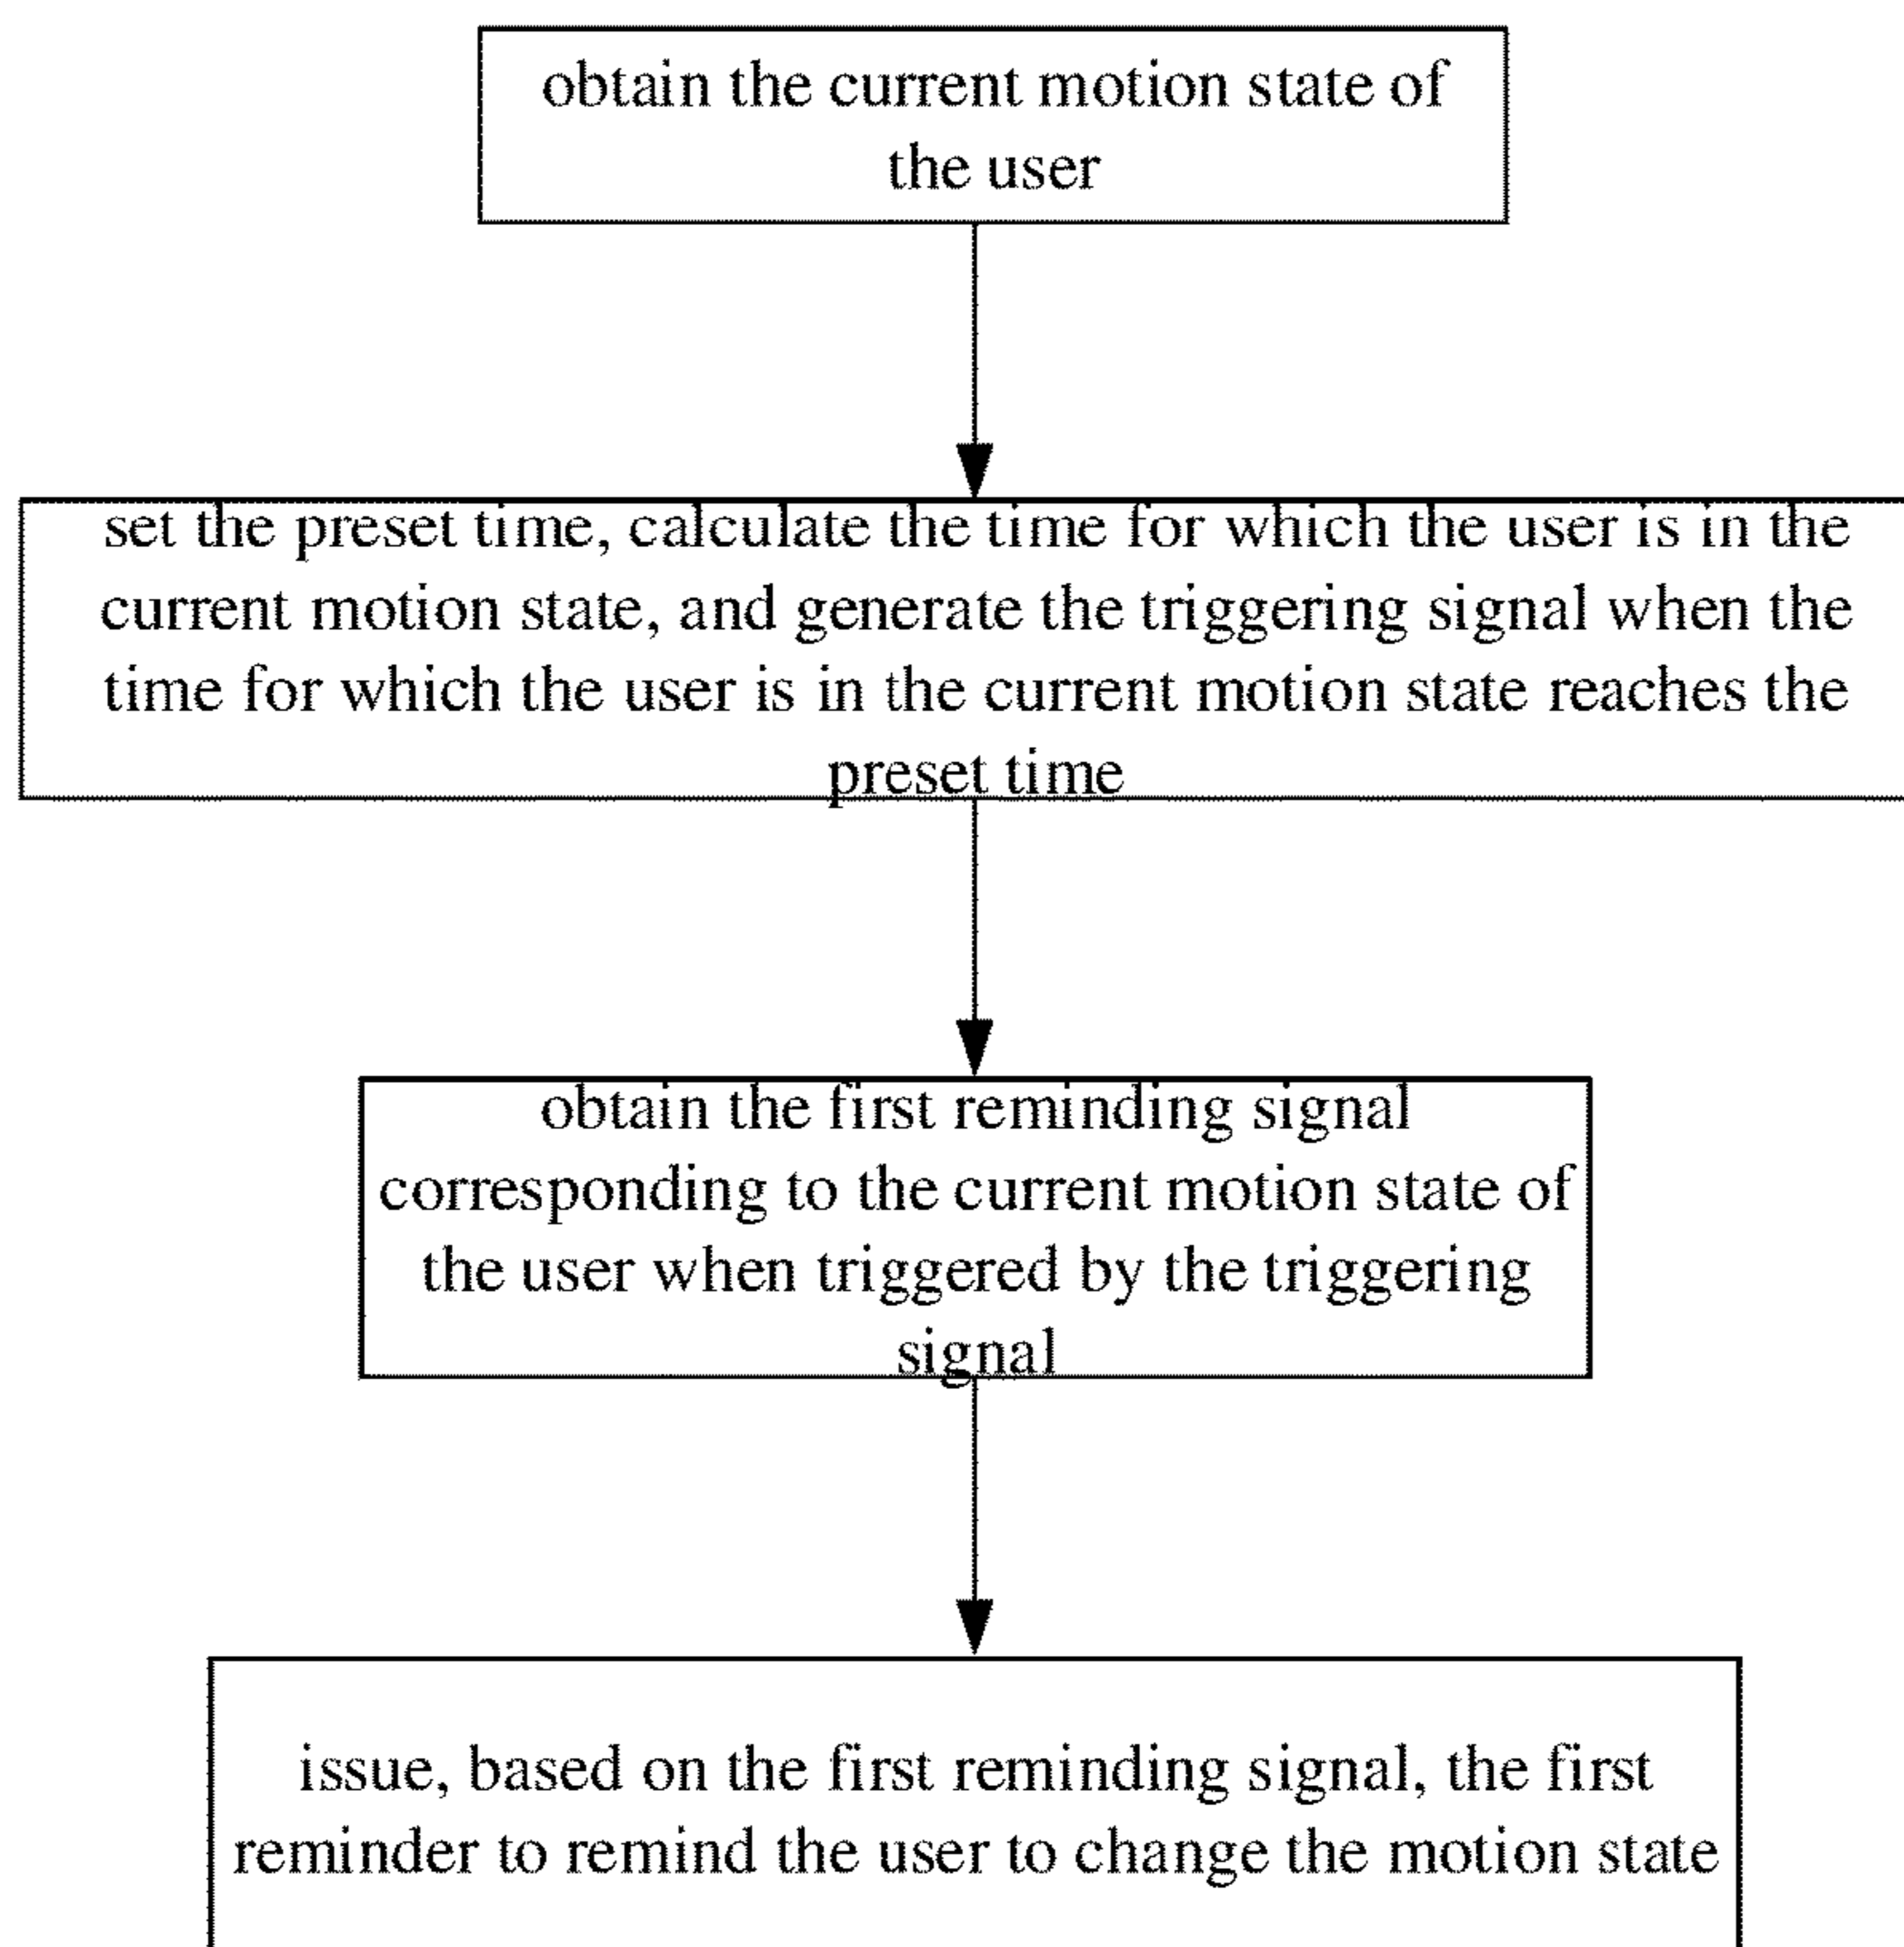 obtain the current motion state of
the user
set the preset time, calculate the time for which the user is in the
current motion state, and generate the triggering signal when the
time for which the user is in the current motion state reaches the
preset time
obtain the first reminding signal
corresponding to the current motion state of
the user when triggered by the triggering
signal
issue, based on the first reminding signal, the first
reminder to remind the user to change the motion state